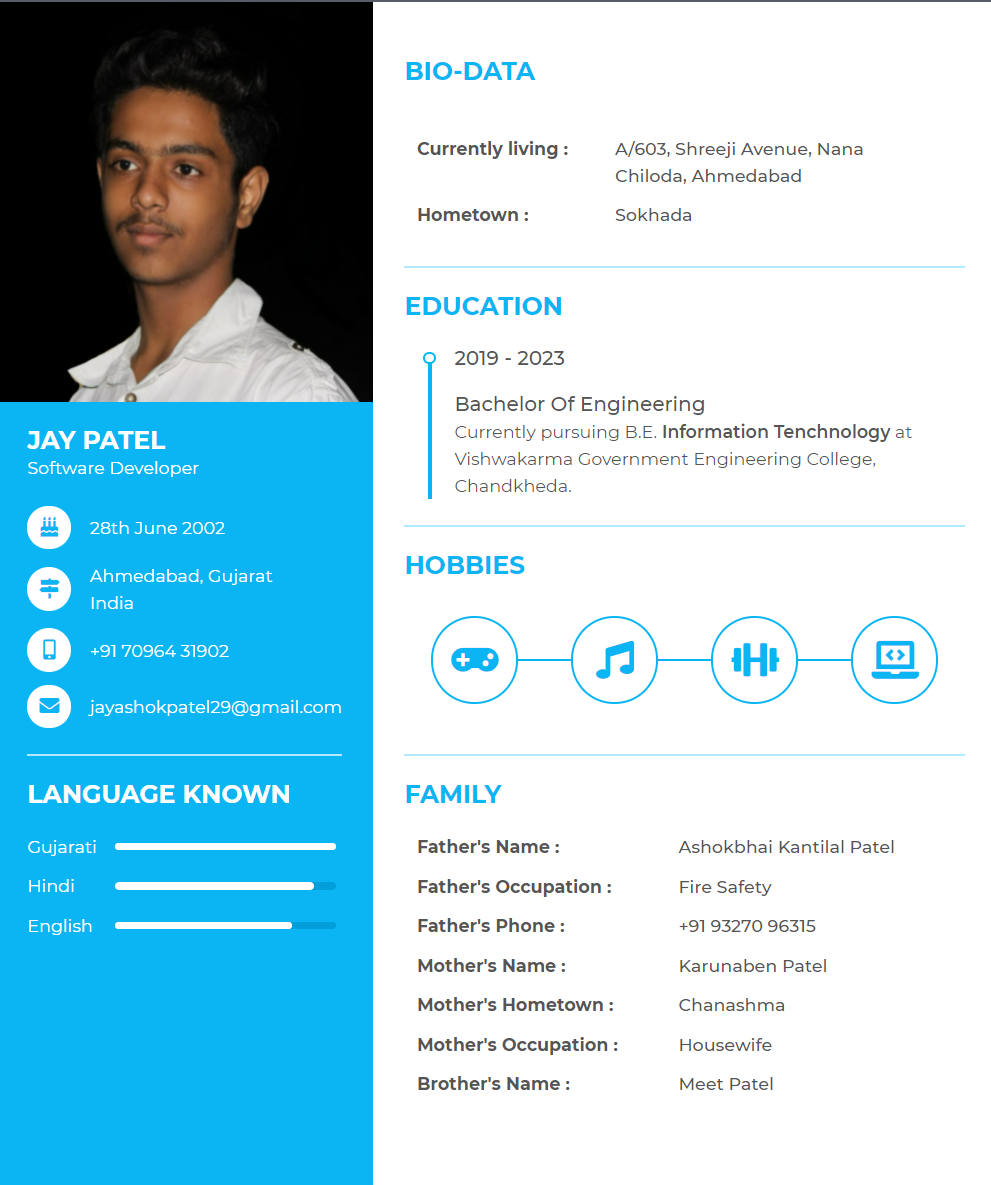 JAY PATEL
Software Developer
28th June 2002
Ahmedabad, Gujarat
India
+91 70964 31902
jayashokpatel29@gmail.com
LANGUAGE KNOWN
Gujarati
Hindi
English
BIO-DATA
Currently living : A/603, Shreeji Avenue, Nana
Chiloda, Ahmedabad
Hometown : Sokhada
EDUCATION
2019 - 2023
Bachelor Of Engineering
Currently pursuing B.E. Information Tenchnology at
Vishwakarma Government Engineering College,
Chandkheda.
HOBBIES
FAMILY
Father's Name : Ashokbhai Kantilal Patel
Father's Occupation : Fire Safety
Father's Phone : +91 93270 96315
Mother's Name : Karunaben Patel
Mother's Hometown : Chanashma
Mother's Occupation : Housewife
Brother's Name : Meet Patel